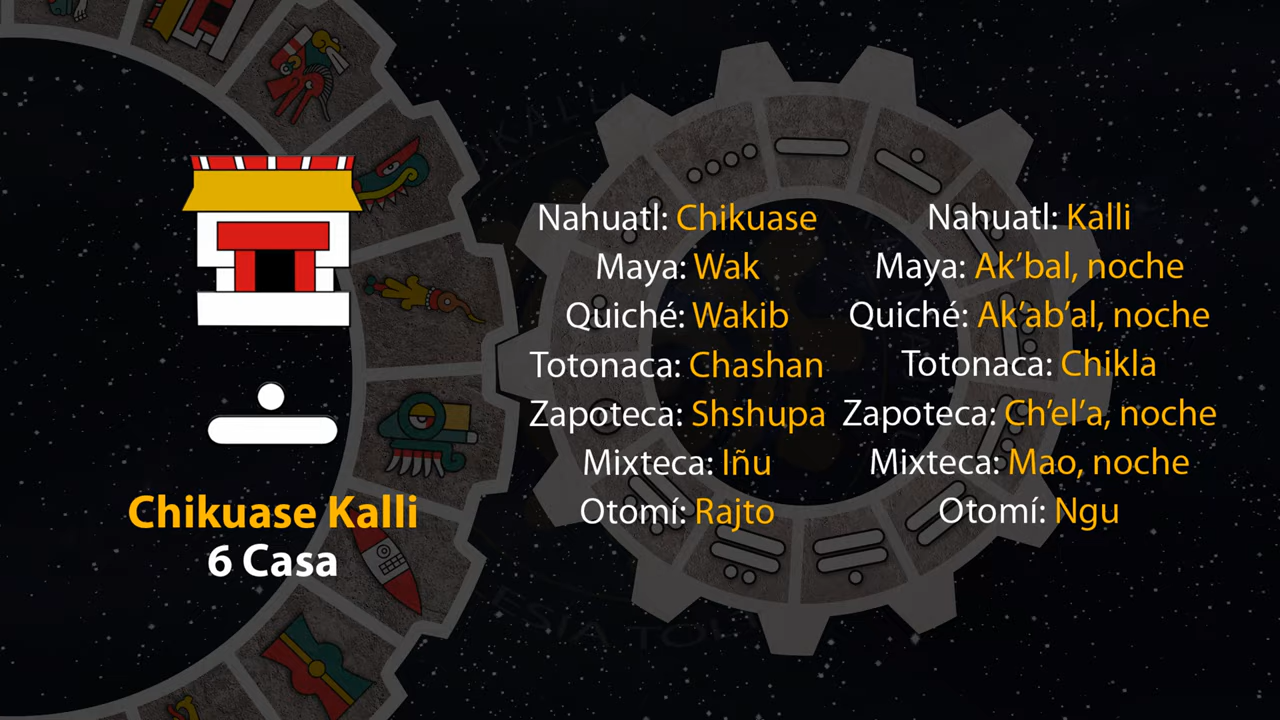 Nahuatl: Chikuase
Maya: Wak
Quiché: Wakib
Totonaca: Chashan
Zapoteca: Shshupa
Mixteca: Iñu
Otomí: Rajto
Nahuatl: Kalli
Maya: Ak’bal, noche
Quiché: Ak’ab’al, noche
Totonaca: Chikla
Zapoteca: Ch’el’a, noche
Mixteca: Mao, noche
Otomí: Ngu
Chikuase Kalli
6 Casa